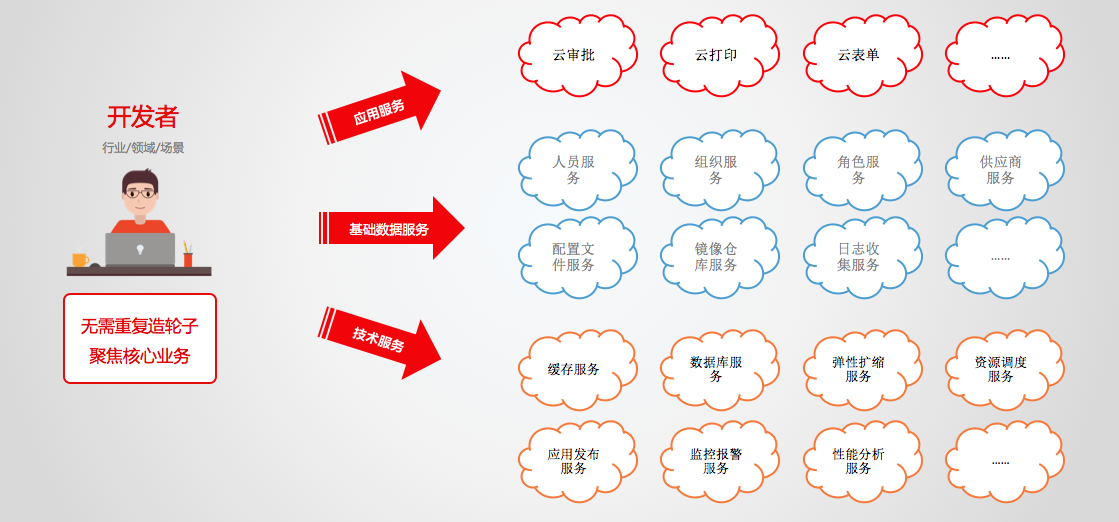 开发者
行业/领域/场景
无需重复造轮子
聚焦核心业务
应用服务
云审批
云打印
云表单
......
基础数据服务
人员服
务
组织服
务
角色服
务
供应商
服务
配置文
件服务
镜像仓
库服务
日志收
集服务
......
技术服务
缓存服务
数据库服
务
弹性扩缩
服务
资源调度
服务
应用发布
服务
监控报警
服务
性能分析
服务
......